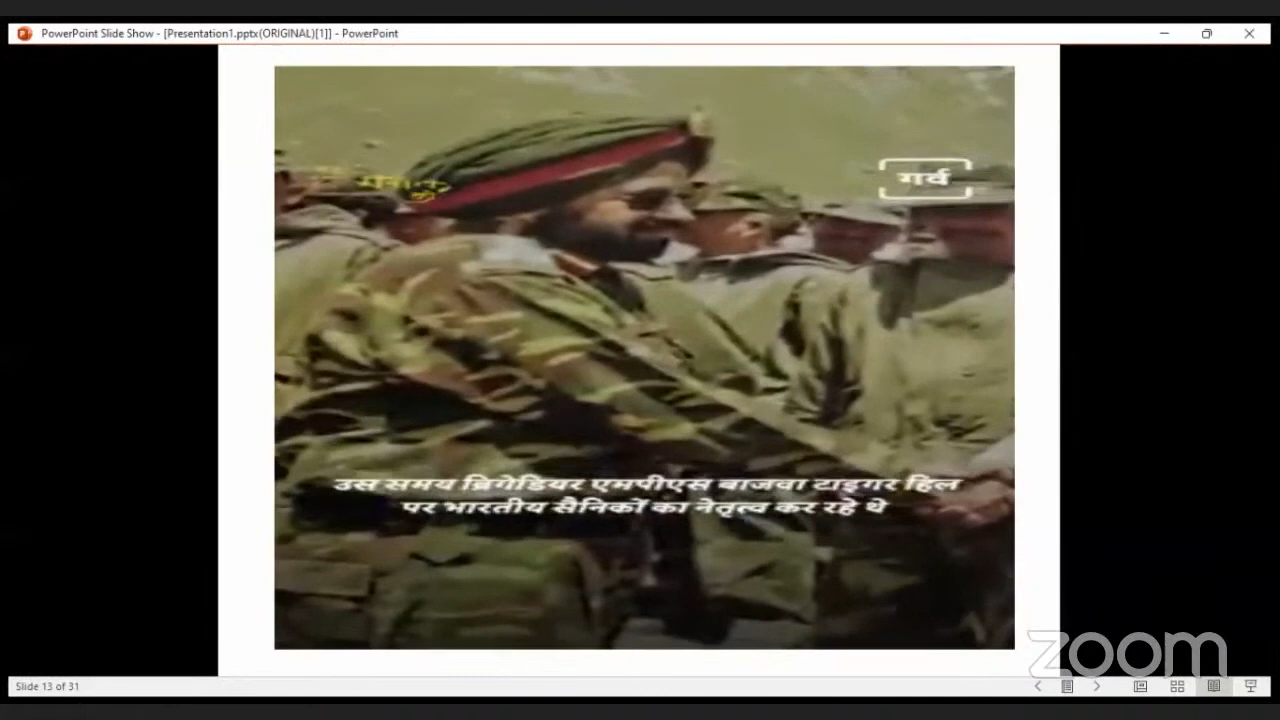 PowerPoint Slide Show - [Presentation1.pptx(ORIGINAL)[1]] - PowerPoint
गर्व
उस समय ब्रिगेडियर एमपीएस बाजवा टाइगर हिल
पर भारतीय सैनिकों का नेतृत्व कर रहे थे
zoom
Slide 13 of 31